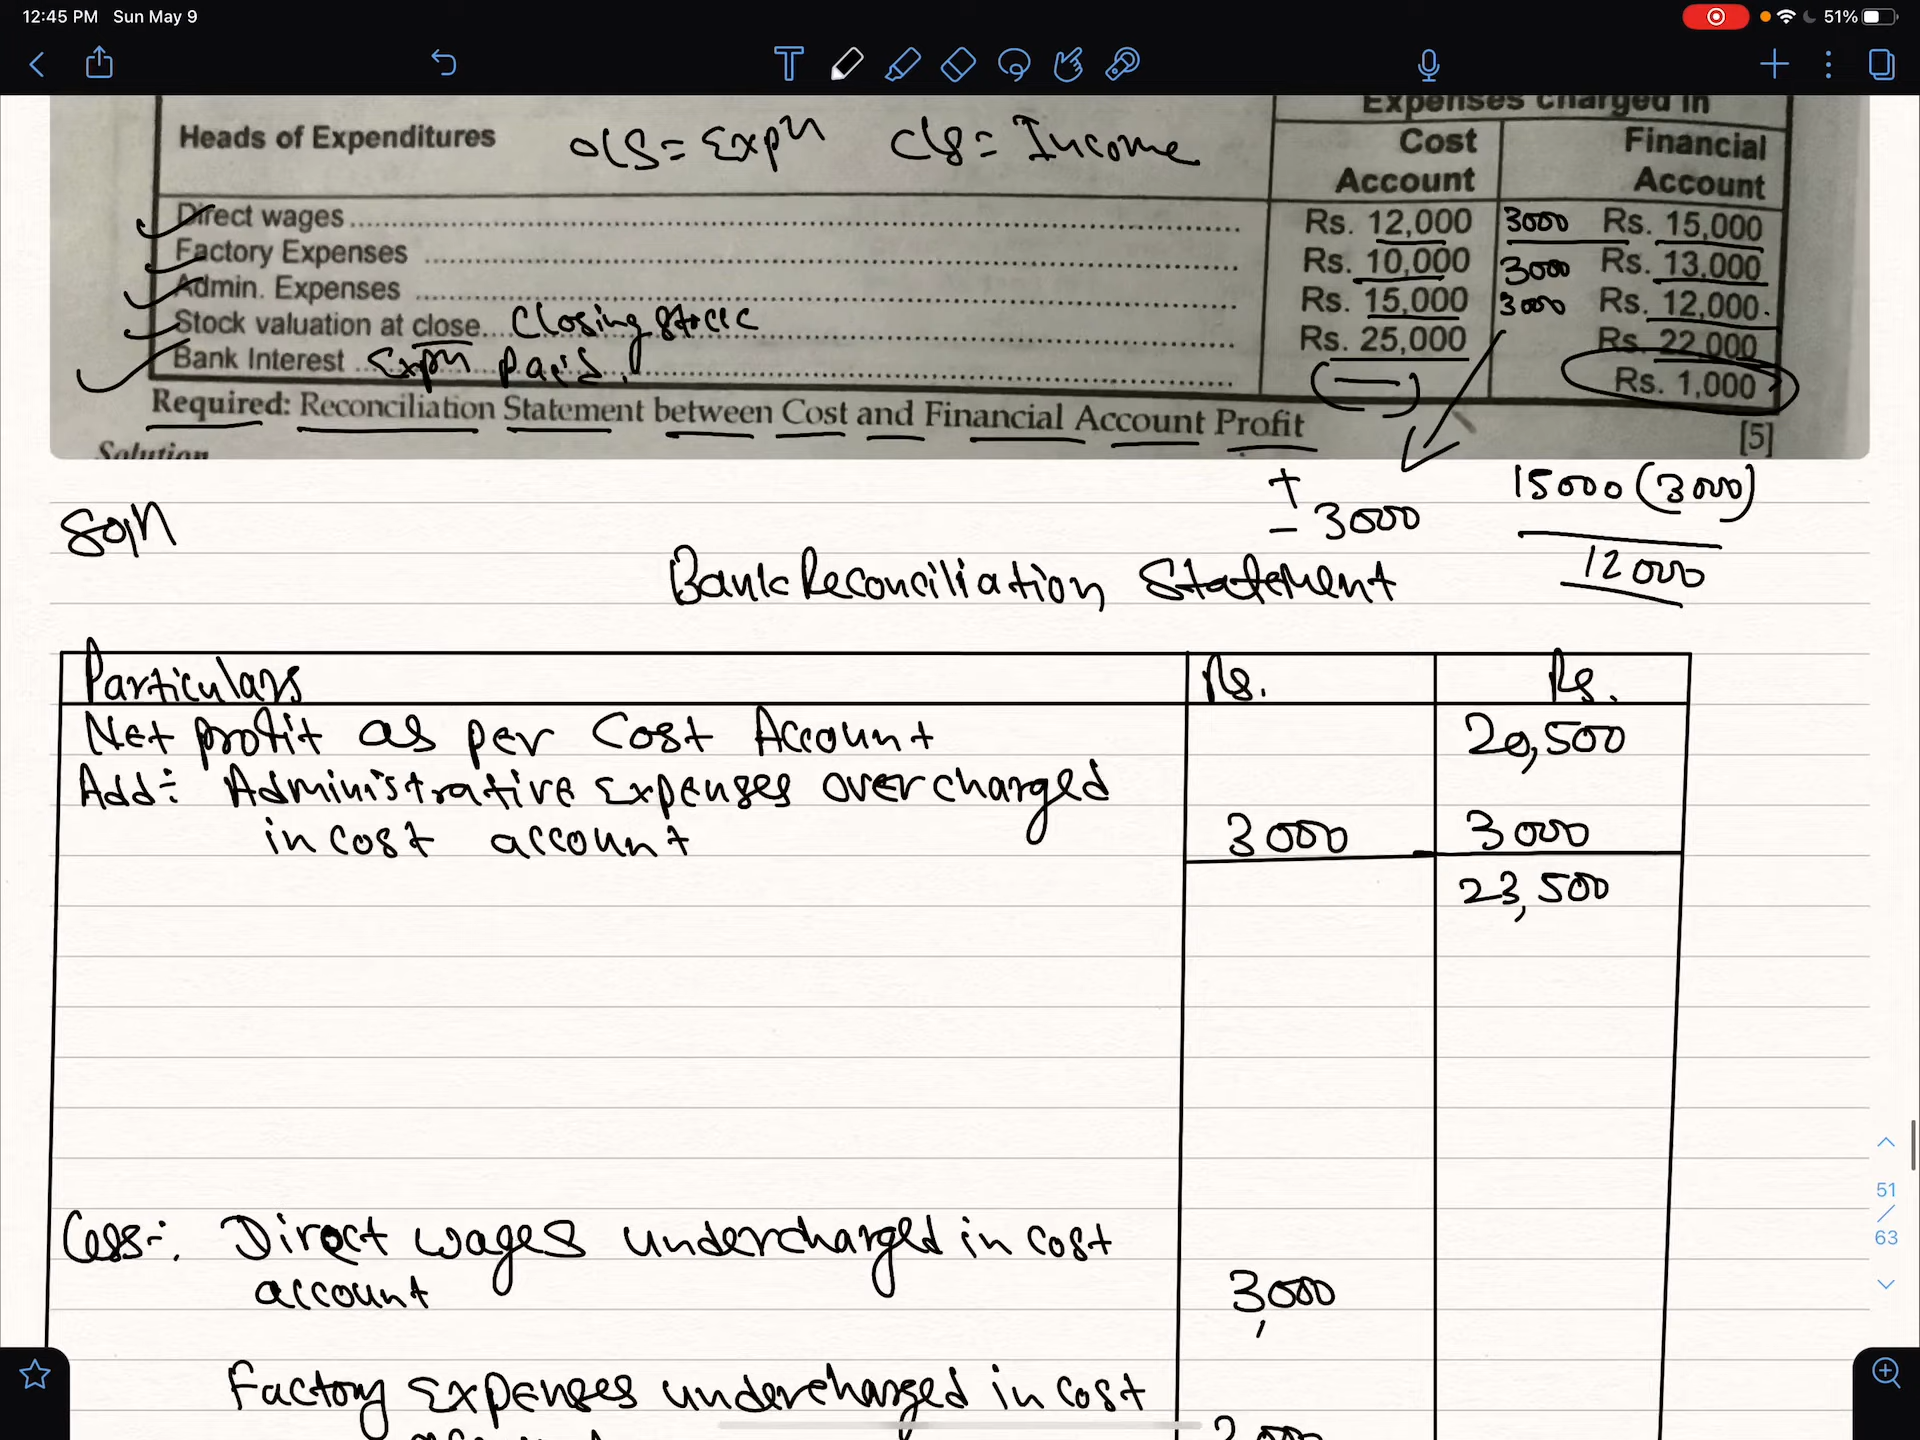 12:45 PM Sun May 9
51%
Expenses charged in
Heads of Expenditures O/S = Expn C/S = Income Cost Account Financial Account
Direct wages Rs. 12,000 3000 Rs. 15,000
Factory Expenses Rs. 10,000 3000 Rs. 13,000
Admin. Expenses Rs. 15,000 3000 Rs. 12,000
Stock valuation at close... Closing stock Rs. 25,000 Rs. 22,000
Bank Interest Expn paid. (—) Rs. 1,000
Required: Reconciliation Statement between Cost and Financial Account Profit [5]
Solution
+ 15000 (3000)
- 3000
Soln 12000
Bank Reconciliation Statement
Particulars Rs. Rs.
Net profit as per Cost Account 20,500
Add:- Administrative Expenses overcharged
in cost account 3000 3000
23,500
Less:- Direct wages undercharged in cost
account 3,000
Factory Expenses undercharged in cost
51
/
63